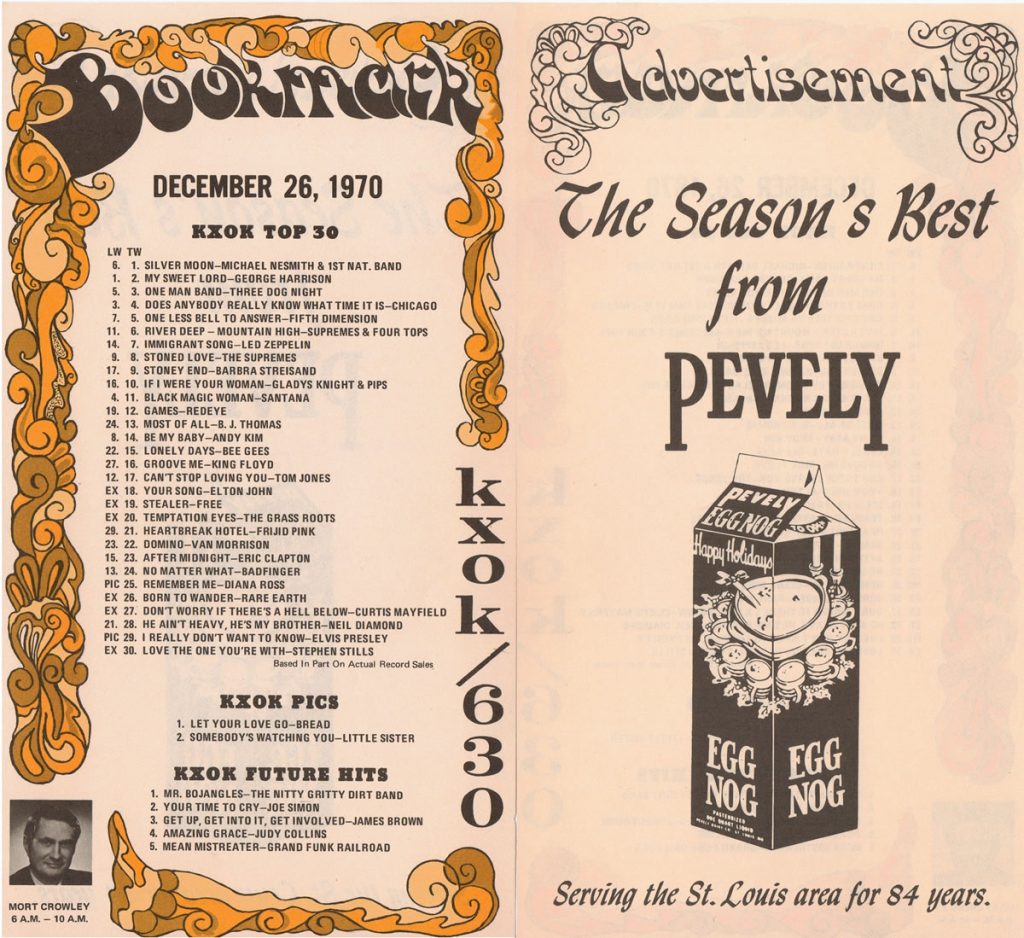 Bookmark
DECEMBER 26, 1970
KXOK TOP 30
LW TW
6. 1. SILVER MOON—MICHAEL NESMITH & 1ST NAT. BAND
1. 2. MY SWEET LORD—GEORGE HARRISON
5. 3. ONE MAN BAND—THREE DOG NIGHT
3. 4. DOES ANYBODY REALLY KNOW WHAT TIME IT IS—CHICAGO
7. 5. ONE LESS BELL TO ANSWER—FIFTH DIMENSION
11. 6. RIVER DEEP – MOUNTAIN HIGH—SUPREMES & FOUR TOPS
14. 7. IMMIGRANT SONG—LED ZEPPELIN
9. 8. STONED LOVE—THE SUPREMES
17. 9. STONEY END—BARBRA STREISAND
16. 10. IF I WERE YOUR WOMAN—GLADYS KNIGHT & PIPS
4. 11. BLACK MAGIC WOMAN—SANTANA
19. 12. GAMES—REDEYE
24. 13. MOST OF ALL—B. J. THOMAS
8. 14. BE MY BABY—ANDY KIM
22. 15. LONELY DAYS—BEE GEES
27. 16. GROOVE ME—KING FLOYD
12. 17. CAN'T STOP LOVING YOU—TOM JONES
EX 18. YOUR SONG—ELTON JOHN
EX 19. STEALER—FREE
EX 20. TEMPTATION EYES—THE GRASS ROOTS
29. 21. HEARTBREAK HOTEL—FRIJID PINK
23. 22. DOMINO—VAN MORRISON
15. 23. AFTER MIDNIGHT—ERIC CLAPTON
13. 24. NO MATTER WHAT—BADFINGER
PIC 25. REMEMBER ME—DIANA ROSS
EX 26. BORN TO WANDER—RARE EARTH
EX 27. DON'T WORRY IF THERE'S A HELL BELOW—CURTIS MAYFIELD
21. 28. HE AIN'T HEAVY, HE'S MY BROTHER—NEIL DIAMOND
PIC 29. I REALLY DON'T WANT TO KNOW—ELVIS PRESLEY
EX 30. LOVE THE ONE YOU'RE WITH—STEPHEN STILLS
Based In Part On Actual Record Sales
KXOK PICS
1. LET YOUR LOVE GO—BREAD
2. SOMEBODY'S WATCHING YOU—LITTLE SISTER
KXOK FUTURE HITS
1. MR. BOJANGLES—THE NITTY GRITTY DIRT BAND
2. YOUR TIME TO CRY—JOE SIMON
3. GET UP, GET INTO IT, GET INVOLVED—JAMES BROWN
4. AMAZING GRACE—JUDY COLLINS
5. MEAN MISTREATER—GRAND FUNK RAILROAD
MORT CROWLEY
6 A.M. – 10 A.M.
kxok/630
Advertisement
The Season's Best
from
PEVELY
PEVELY
EGG NOG
Happy Holidays
EGG
NOG
PASTEURIZED
ONE QUART LIQUID
EGG
NOG
Serving the St. Louis area for 84 years.